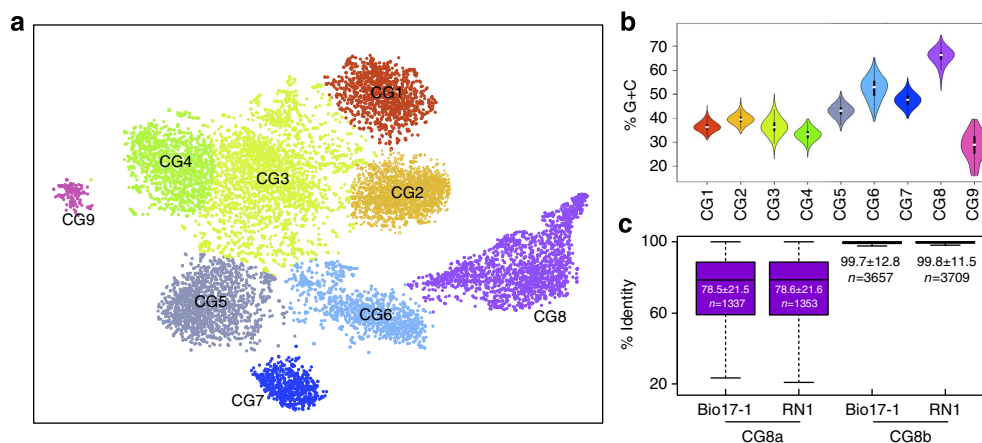 a
CG1
CG2
CG3
CG4
CG5
CG6
CG7
CG8
CG9
b
% G+C
70
60
50
40
30
20
CG1 CG2 CG3 CG4 CG5 CG6 CG7 CG8 CG9
c
% Identity
100
60
20
78.5±21.5
n=1337
78.6±21.6
n=1353
99.7±12.8
n=3657
99.8±11.5
n=3709
Bio17-1 RN1 Bio17-1 RN1
CG8a CG8b